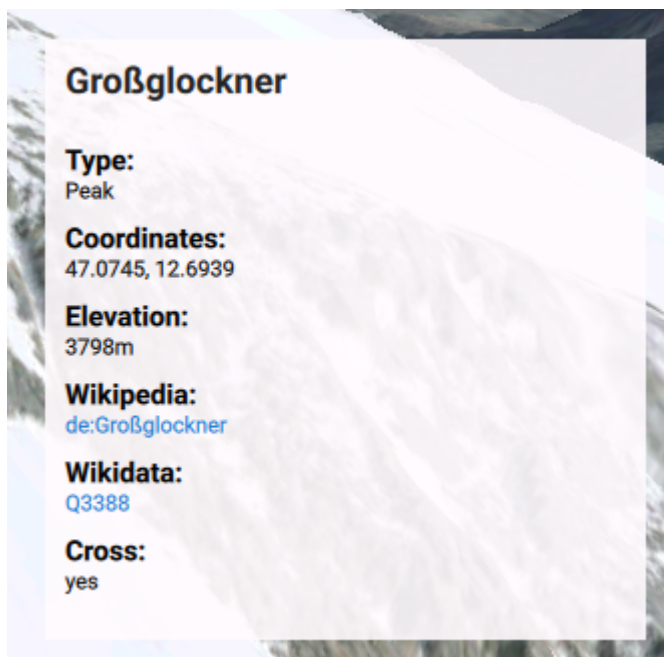 Großglockner
Type:
Peak
Coordinates:
47.0745, 12.6939
Elevation:
3798m
Wikipedia:
de:Großglockner
Wikidata:
Q3388
Cross:
yes